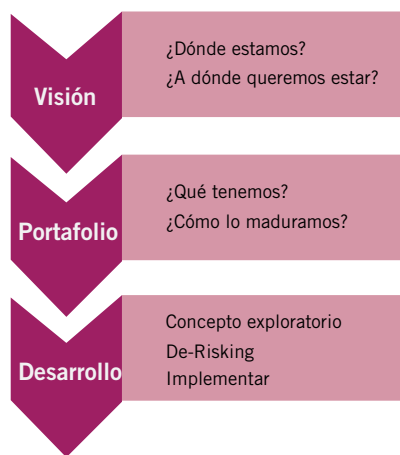 Visión
¿Dónde estamos?
¿A dónde queremos estar?
Portafolio
¿Qué tenemos?
¿Cómo lo maduramos?
Desarrollo
Concepto exploratorio
De-Risking
Implementar